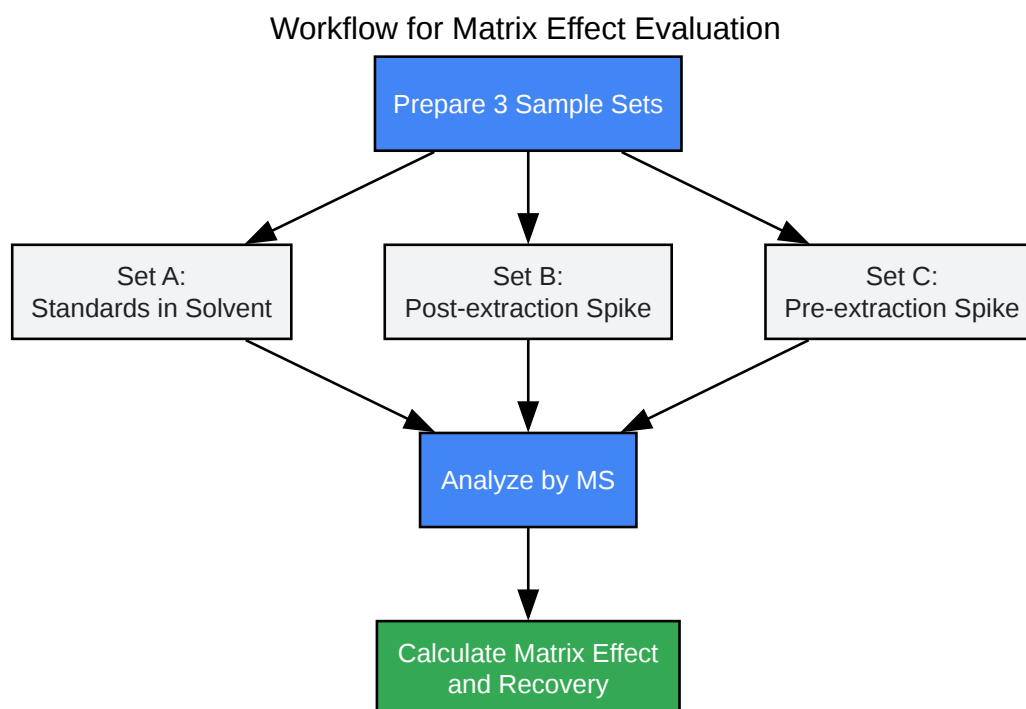 Workflow for Matrix Effect Evaluation
Prepare 3 Sample Sets
Set A:
Standards in Solvent
Set B:
Post-extraction Spike
Set C:
Pre-extraction Spike
Analyze by MS
Calculate Matrix Effect
and Recovery